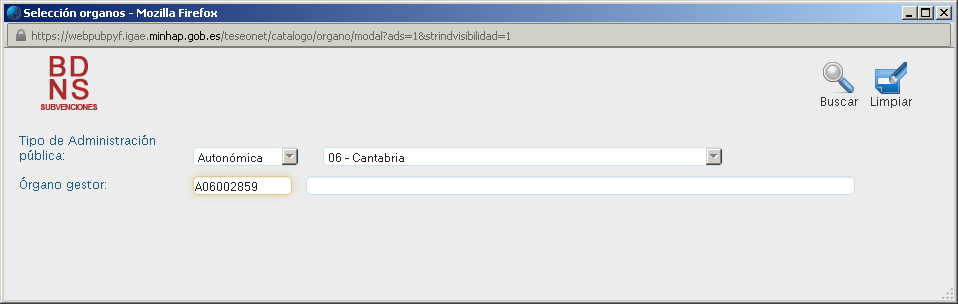 Selección organos - Mozilla Firefox
https://webpubpyf.igae.minhap.gob.es/teseonet/catalogo/organo/modal?ads=1&strindvisibilidad=1
BD
NS
SUBVENCIONES
Buscar Limpiar
Tipo de Administración
pública:
Autonómica 06 - Cantabria
Órgano gestor: A06002859